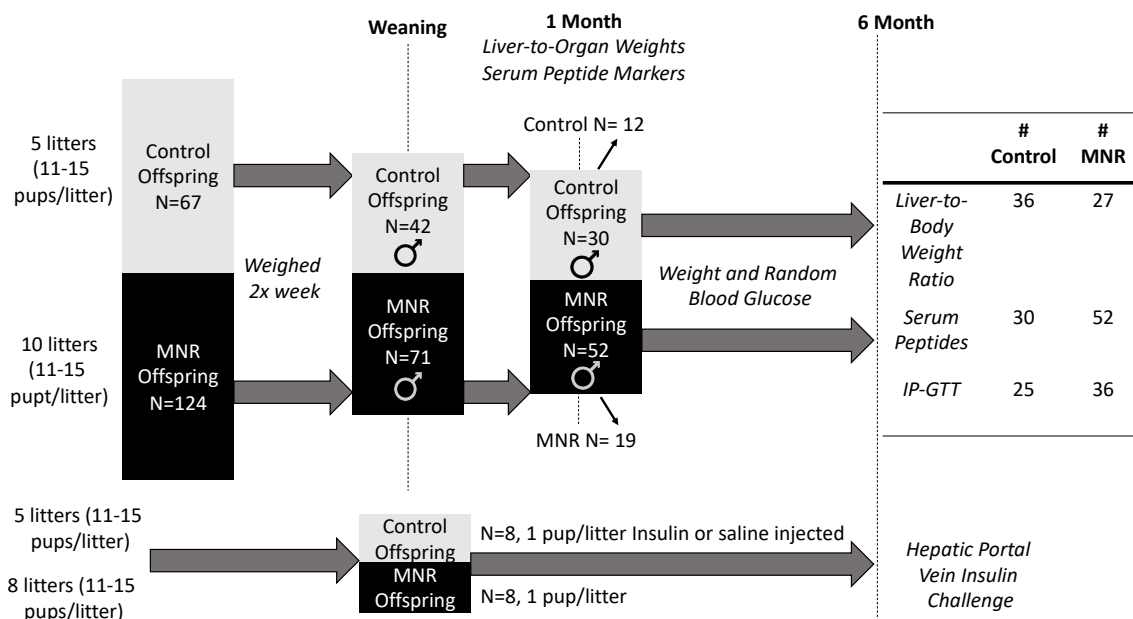 Weaning
1 Month
Liver-to-Organ Weights
Serum Peptide Markers
6 Month
5 litters
(11-15
pups/litter)
Control
Offspring
N=67
Weighed
2x week
10 litters
(11-15
pupt/litter)
MNR
Offspring
N=124
Control
Offspring
N=42
MNR
Offspring
N=71
Control N= 12
Control
Offspring
N=30
MNR
Offspring
N=52
MNR N= 19
Weight and Random
Blood Glucose
# Control # MNR
Liver-to- 36 27
Body
Weight
Ratio
Serum 30 52
Peptides
IP-GTT 25 36
5 litters (11-15
pups/litter)
8 litters (11-15
pups/litter)
Control
Offspring
MNR
Offspring
N=8, 1 pup/litter Insulin or saline injected
N=8, 1 pup/litter
Hepatic Portal
Vein Insulin
Challenge